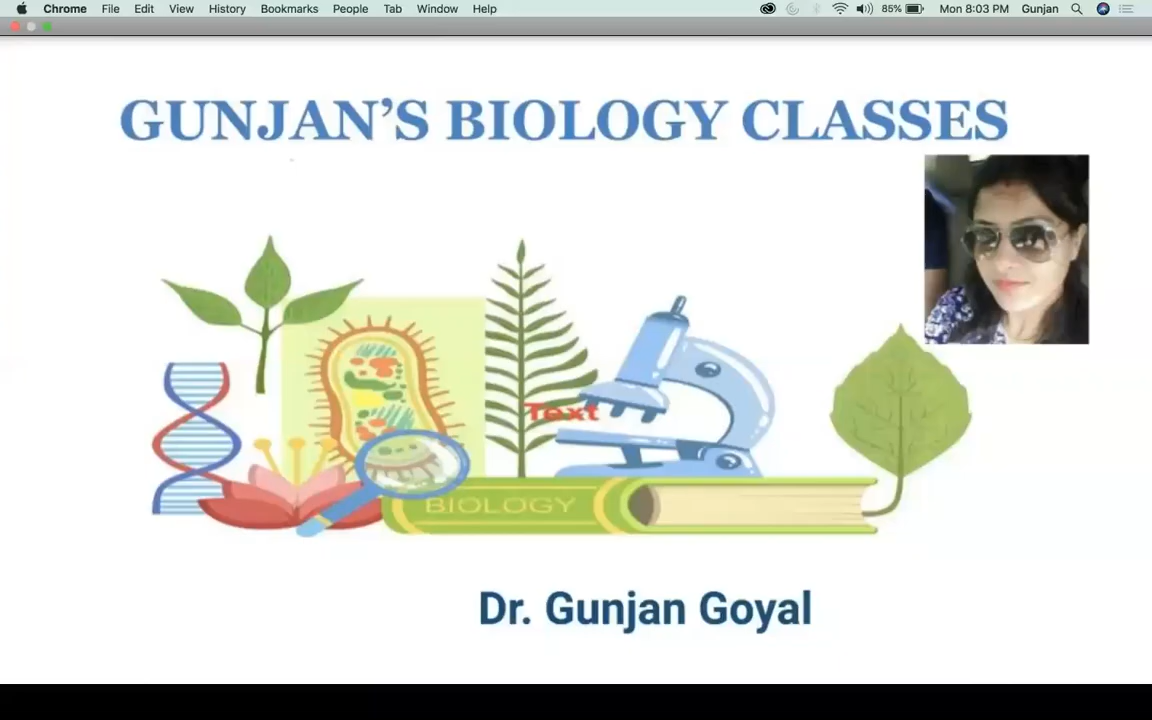 Chrome File Edit View History Bookmarks People Tab Window Help 85% Mon 8:03 PM Gunjan
GUNJAN'S BIOLOGY CLASSES
Text
BIOLOGY
Dr. Gunjan Goyal